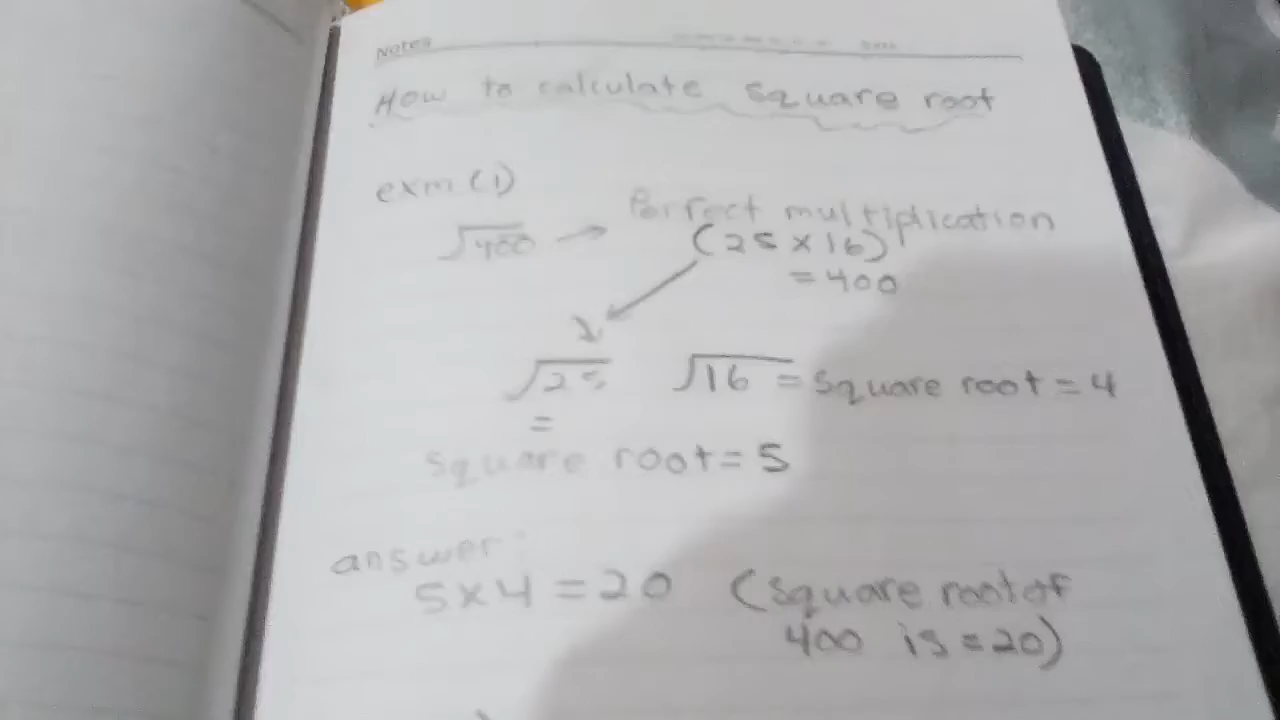 Notes
How to calculate square root
exm (1)
√400 → Perfect multiplication
(25 × 16)
= 400
√25 √16 = square root = 4
=
square root = 5
answer:
5 × 4 = 20 (square root of
400 is = 20)